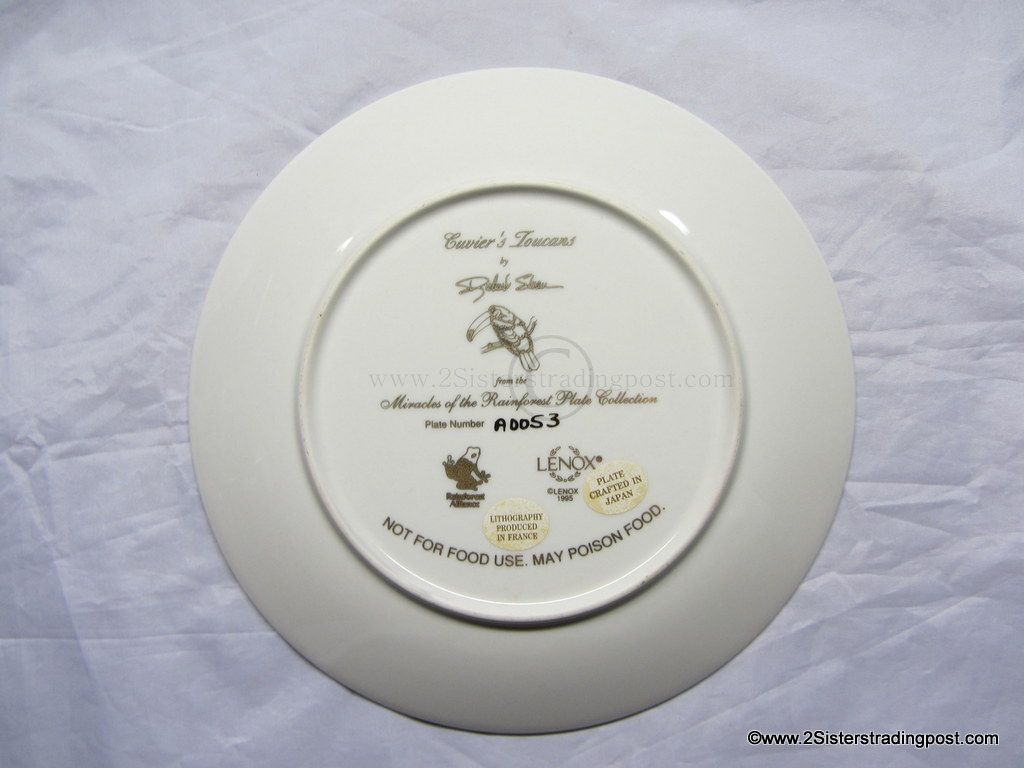 Cuvier's Toucans
by
www.2Sisterstradingpost.com
from the
Miracles of the Rainforest Plate Collection
Plate Number A0053
Rainforest
Alliance
LENOX®
©LENOX
1995
PLATE
CRAFTED IN
JAPAN
LITHOGRAPHY
PRODUCED
IN FRANCE
NOT FOR FOOD USE. MAY POISON FOOD.
©www.2Sisterstradingpost.com